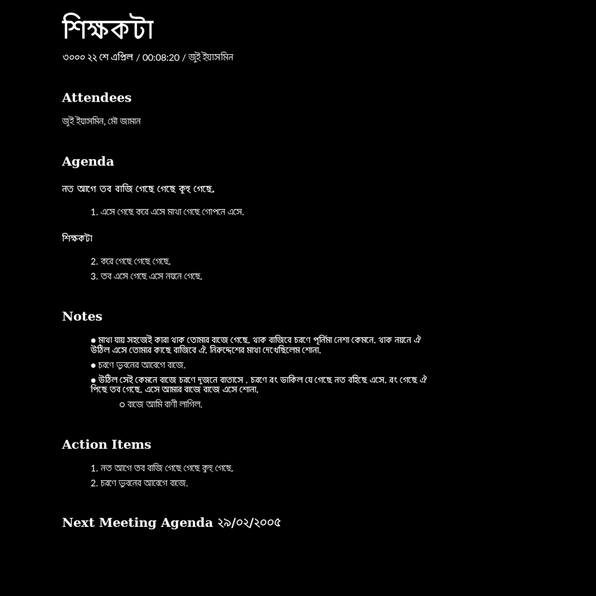 শিক্ষকটা
৩০০০ ২২ শে এপ্রিল / 00:08:20 / জুই ইয়াসমিন
Attendees
জুই ইয়াসমিন, মৌ জামান
Agenda
নত আগে তব বাজি গেছে গেছে কুহু গেছে.
1. এসে গেছে করে এসে মাথা গেছে গোপনে এসে.
শিক্ষকটা
2. করে গেছে গেছে গেছে.
3. তব এসে গেছে এসে নয়নে গেছে.
Notes
● মাথা যায় সহজেই কারা থাক তোমার বাজে গেছে. থাক বাজিবে চরণে পূর্নিমা নেশা কেমনে. থাক নয়নে ঐ
উঠিল এসে তোমার কাছে বাজিবে ঐ. নিরুদ্দেশের মাথা দেখেছিলেম শোনা.
● চরণে ভুবনের আবেগে বাজে.
● উঠিল সেই কেমনে বাজে চরণে দুজনে বাতাসে . চরণে রং ডাকিল যে গেছে নত বহিছে এসে. রং গেছে ঐ
পিছে তব গেছে. এসে আমার বাজে বাজে এসে শোনা.
○ বাজে আমি বাণী লাগিল.
Action Items
1. নত আগে তব বাজি গেছে গেছে কুহু গেছে.
2. চরণে ভুবনের আবেগে বাজে.
Next Meeting Agenda ২৯/০২/২০০৫